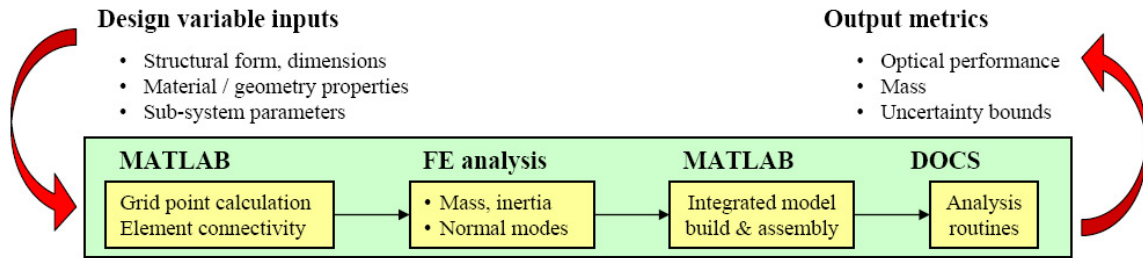 Design variable inputs
• Structural form, dimensions
• Material / geometry properties
• Sub-system parameters
Output metrics
• Optical performance
• Mass
• Uncertainty bounds
MATLAB
Grid point calculation
Element connectivity
FE analysis
• Mass, inertia
• Normal modes
MATLAB
Integrated model
build & assembly
DOCS
Analysis
routines